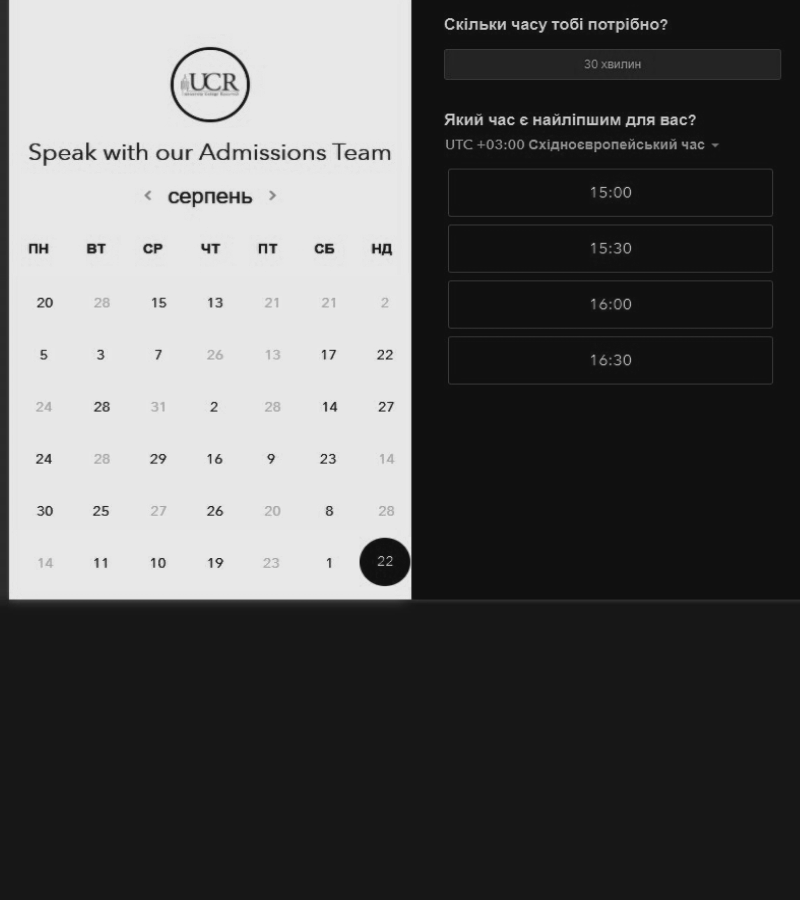 UCR
Speak with our Admissions Team
< серпень >
ПН ВТ СР ЧТ ПТ СБ НД
20 28 15 13 21 21 2
5 3 7 26 13 17 22
24 28 31 2 28 14 27
24 28 29 16 9 23 14
30 25 27 26 20 8 28
14 11 10 19 23 1 22
Скільки часу тобі потрібно?
30 хвилин
Який час є найліпшим для вас?
UTC +03:00 Східноєвропейський час
15:00
15:30
16:00
16:30